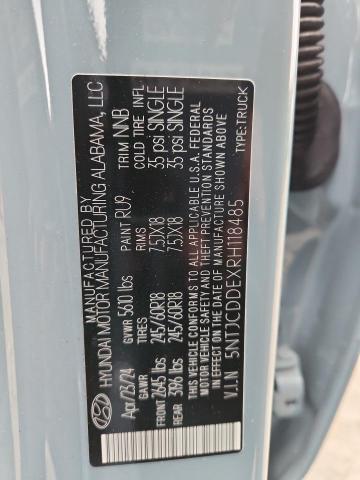 MANUFACTURED BY
HYUNDAI MOTOR MANUFACTURING ALABAMA, LLC
Apr/23/24 GVWR 5610 lbs PAINT RU9 TRIM NNB
GAWR TIRES RIMS COLD TIRE INFL
FRONT 2645 lbs 245/60R18 7.5JX18 35 psi SINGLE
REAR 3096 lbs 245/60R18 7.5JX18 35 psi SINGLE
THIS VEHICLE CONFORMS TO ALL APPLICABLE U.S.A. FEDERAL
MOTOR VEHICLE SAFETY, BUMPER, AND
THEFT PREVENTION STANDARDS IN EFFECT ON THE DATE OF
MANUFACTURE SHOWN ABOVE
V.I.N 5NTJCDDEXRH118485 TYPE:TRUCK